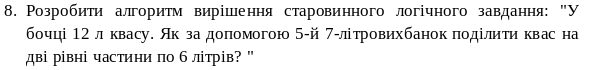 8. Розробити алгоритм вирішення старовинного логічного завдання: "У
бочці 12 л квасу. Як за допомогою 5-й 7-літровихбанок поділити квас на
дві рівні частини по 6 літрів? "